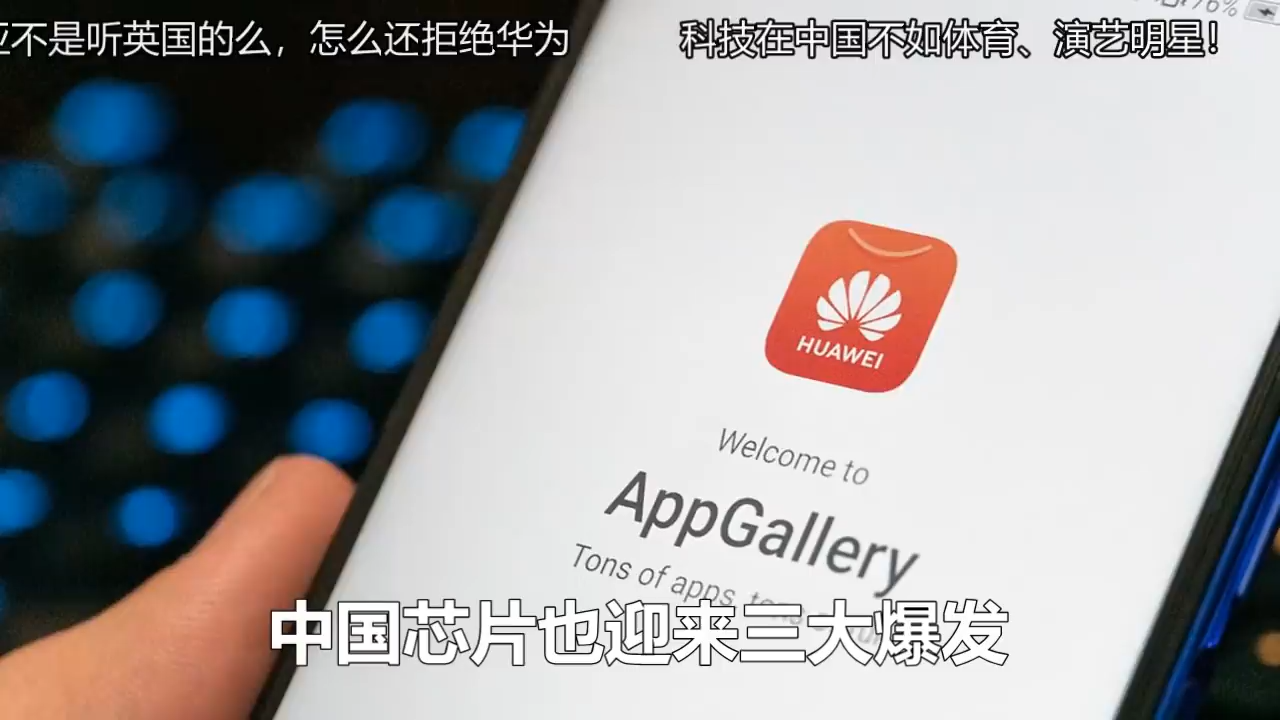 不是听英国的么，怎么还拒绝华为
科技在中国不如体育、演艺明星！
76%
HUAWEI
Welcome to
AppGallery
Tons of apps,
中国芯片也迎来三大爆发